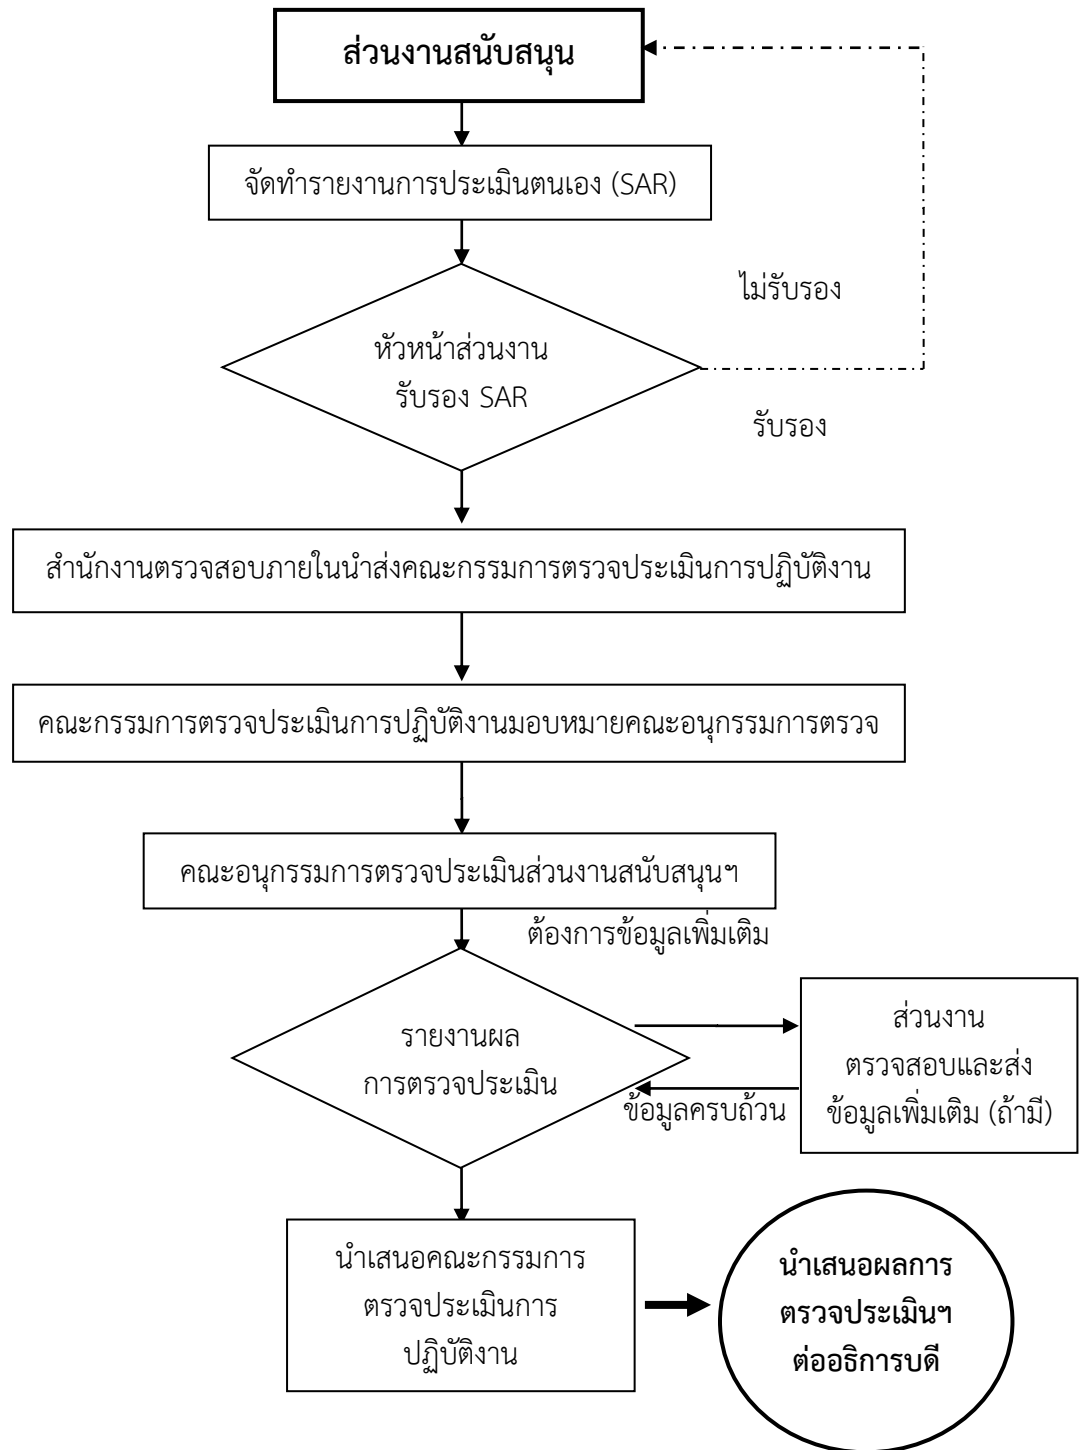 ส่วนงานสนับสนุน
จัดทำรายงานการประเมินตนเอง (SAR)
ไม่รับรอง
หัวหน้าส่วนงาน
รับรอง SAR
รับรอง
สำนักงานตรวจสอบภายในนำส่งคณะกรรมการตรวจประเมินการปฏิบัติงาน
คณะกรรมการตรวจประเมินการปฏิบัติงานมอบหมายคณะอนุกรรมการตรวจ
คณะอนุกรรมการตรวจประเมินส่วนงานสนับสนุนฯ
ต้องการข้อมูลเพิ่มเติม
รายงานผล
การตรวจประเมิน
ส่วนงาน
ตรวจสอบและส่ง
ข้อมูลเพิ่มเติม (ถ้ามี)
ข้อมูลครบถ้วน
นำเสนอคณะกรรมการ
ตรวจประเมินการ
ปฏิบัติงาน
นำเสนอผลการ
ตรวจประเมินฯ
ต่ออธิการบดี